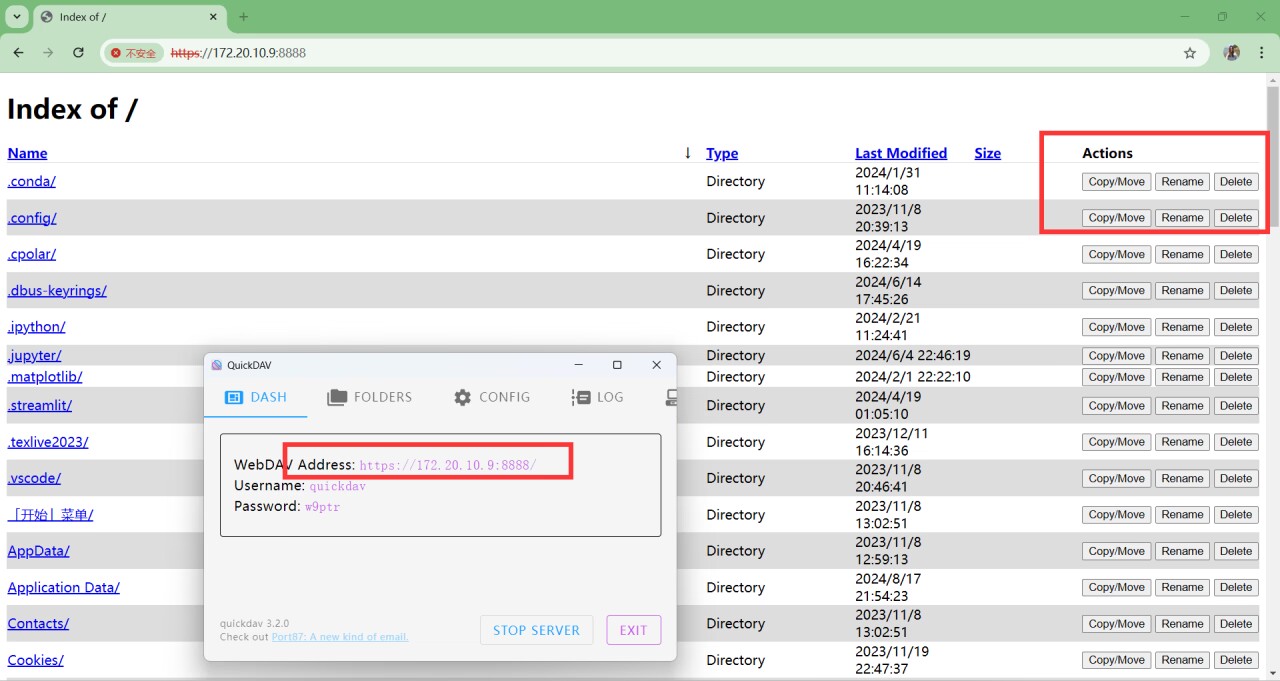 Index of /
不安全 https://172.20.10.9:8888
Index of /
Name ↓ Type Last Modified Size Actions
.conda/ Directory 2024/1/31 11:14:08 Copy/Move Rename Delete
.config/ Directory 2023/11/8 20:39:13 Copy/Move Rename Delete
.cpolar/ Directory 2024/4/19 16:22:34 Copy/Move Rename Delete
.dbus-keyrings/ Directory 2024/6/14 17:45:26 Copy/Move Rename Delete
.ipython/ Directory 2024/2/21 11:24:41 Copy/Move Rename Delete
.jupyter/ Directory 2024/6/4 22:46:19 Copy/Move Rename Delete
.matplotlib/ Directory 2024/2/1 22:22:10 Copy/Move Rename Delete
.streamlit/ Directory 2024/4/19 01:05:10 Copy/Move Rename Delete
.texlive2023/ Directory 2023/12/11 16:14:36 Copy/Move Rename Delete
.vscode/ Directory 2023/11/8 20:46:41 Copy/Move Rename Delete
「开始」菜单/ Directory 2023/11/8 13:02:51 Copy/Move Rename Delete
AppData/ Directory 2023/11/8 12:59:13 Copy/Move Rename Delete
Application Data/ Directory 2024/8/17 21:54:23 Copy/Move Rename Delete
Contacts/ Directory 2023/11/8 13:02:51 Copy/Move Rename Delete
Cookies/ Directory 2023/11/19 22:47:37 Copy/Move Rename Delete
QuickDAV
DASH FOLDERS CONFIG LOG
WebDAV Address: https://172.20.10.9:8888/
Username: quickdav
Password: w9ptr
quickdav 3.2.0
Check out Port87: A new kind of email.
STOP SERVER EXIT